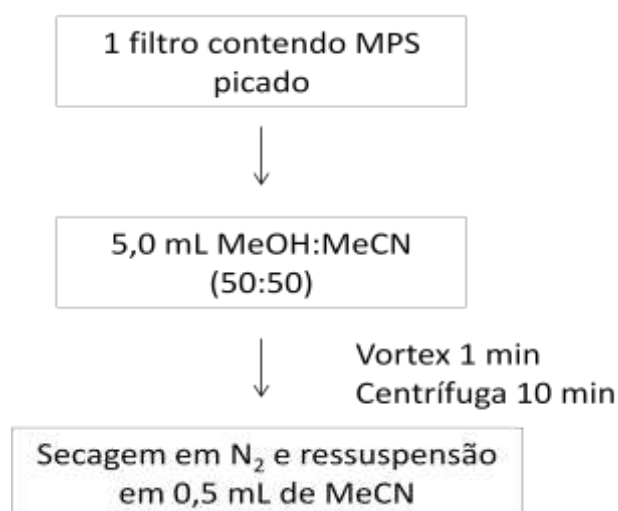 1 filtro contendo MPS
picado
5,0 mL MeOH:MeCN
(50:50)
Vortex 1 min
Centrífuga 10 min
Secagem em N₂ e ressuspensão
em 0,5 mL de MeCN